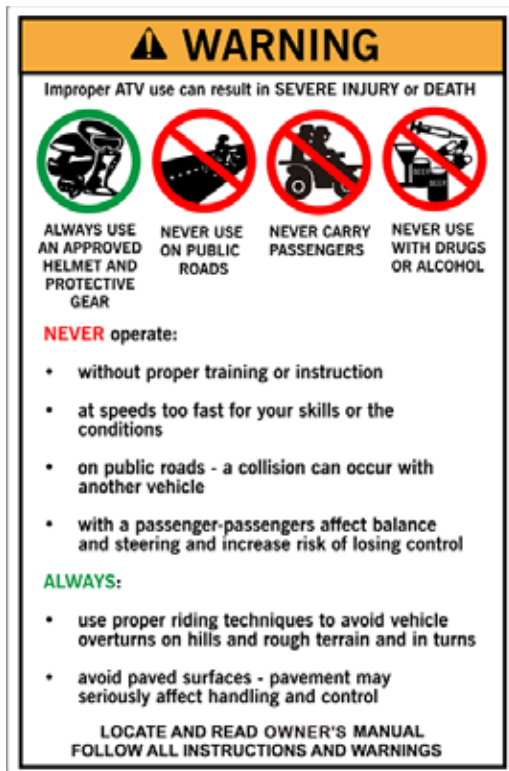 WARNING
Improper ATV use can result in SEVERE INJURY or DEATH
ALWAYS USE
AN APPROVED
HELMET AND
PROTECTIVE
GEAR
NEVER USE
ON PUBLIC
ROADS
NEVER CARRY
PASSENGERS
NEVER USE
WITH DRUGS
OR ALCOHOL
BEER
BEER
NEVER operate:
• without proper training or instruction
• at speeds too fast for your skills or the
conditions
• on public roads - a collision can occur with
another vehicle
• with a passenger-passengers affect balance
and steering and increase risk of losing control
ALWAYS:
• use proper riding techniques to avoid vehicle
overturns on hills and rough terrain and in turns
• avoid paved surfaces - pavement may
seriously affect handling and control
LOCATE AND READ OWNER'S MANUAL
FOLLOW ALL INSTRUCTIONS AND WARNINGS